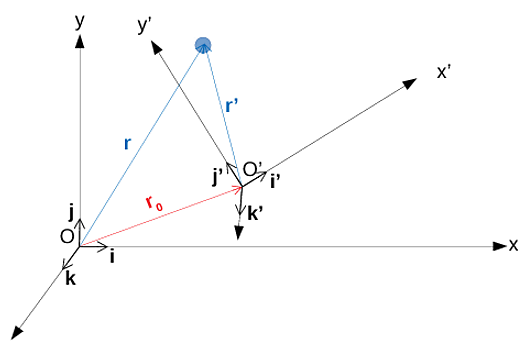 y
y'
x'
r
r'
O'
i'
j'
k'
r₀
j
O
i
x
k